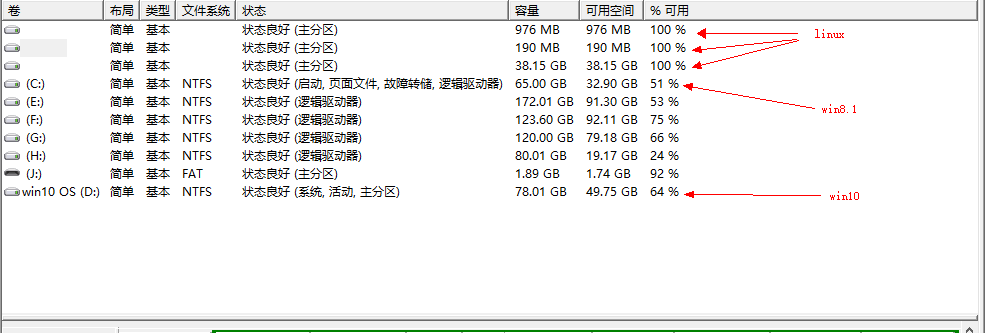 卷 布局 类型 文件系统 状态 容量 可用空间 % 可用
简单 基本 状态良好 (主分区) 976 MB 976 MB 100 % linux
简单 基本 状态良好 (主分区) 190 MB 190 MB 100 %
简单 基本 状态良好 (主分区) 38.15 GB 38.15 GB 100 %
(C:) 简单 基本 NTFS 状态良好 (启动, 页面文件, 故障转储, 逻辑驱动器) 65.00 GB 32.90 GB 51 %
(E:) 简单 基本 NTFS 状态良好 (逻辑驱动器) 172.01 GB 91.30 GB 53 % win8.1
(F:) 简单 基本 NTFS 状态良好 (逻辑驱动器) 123.60 GB 92.11 GB 75 %
(G:) 简单 基本 NTFS 状态良好 (逻辑驱动器) 120.00 GB 79.18 GB 66 %
(H:) 简单 基本 NTFS 状态良好 (逻辑驱动器) 80.01 GB 19.17 GB 24 %
(J:) 简单 基本 FAT 状态良好 (主分区) 1.89 GB 1.74 GB 92 %
win10 OS (D:) 简单 基本 NTFS 状态良好 (系统, 活动, 主分区) 78.01 GB 49.75 GB 64 % win10